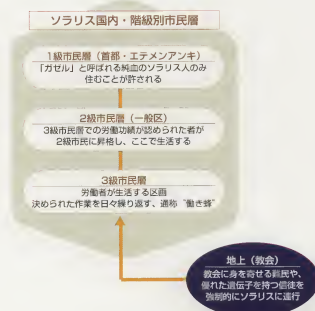 ソラリス国内・階級別市民層
1級市民層（首都・エテメンアンキ）
「ガゼル」と呼ばれる純血のソラリス人のみ
住むことが許される
2級市民層（一般区）
3級市民層での労働功績が認められた者が
2級市民に昇格し、ここで生活する
3級市民層
労働者が生活する区画
決められた作業を日々繰り返す、通称“働き蜂”
地上（教会）
教会に身を寄せる難民や、
優れた遺伝子を持つ信徒を
強制的にソラリスに連行